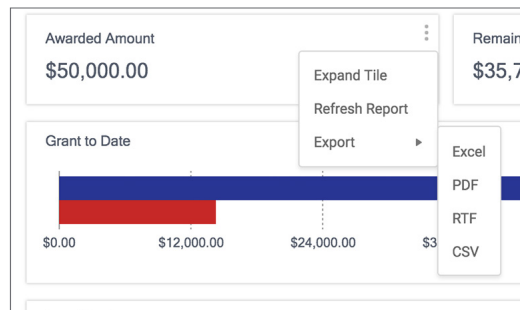 Awarded Amount
$50,000.00
Expand Tile
Refresh Report
Export
Excel
PDF
RTF
CSV
Grant to Date
$0.00
$12,000.00
$24,000.00